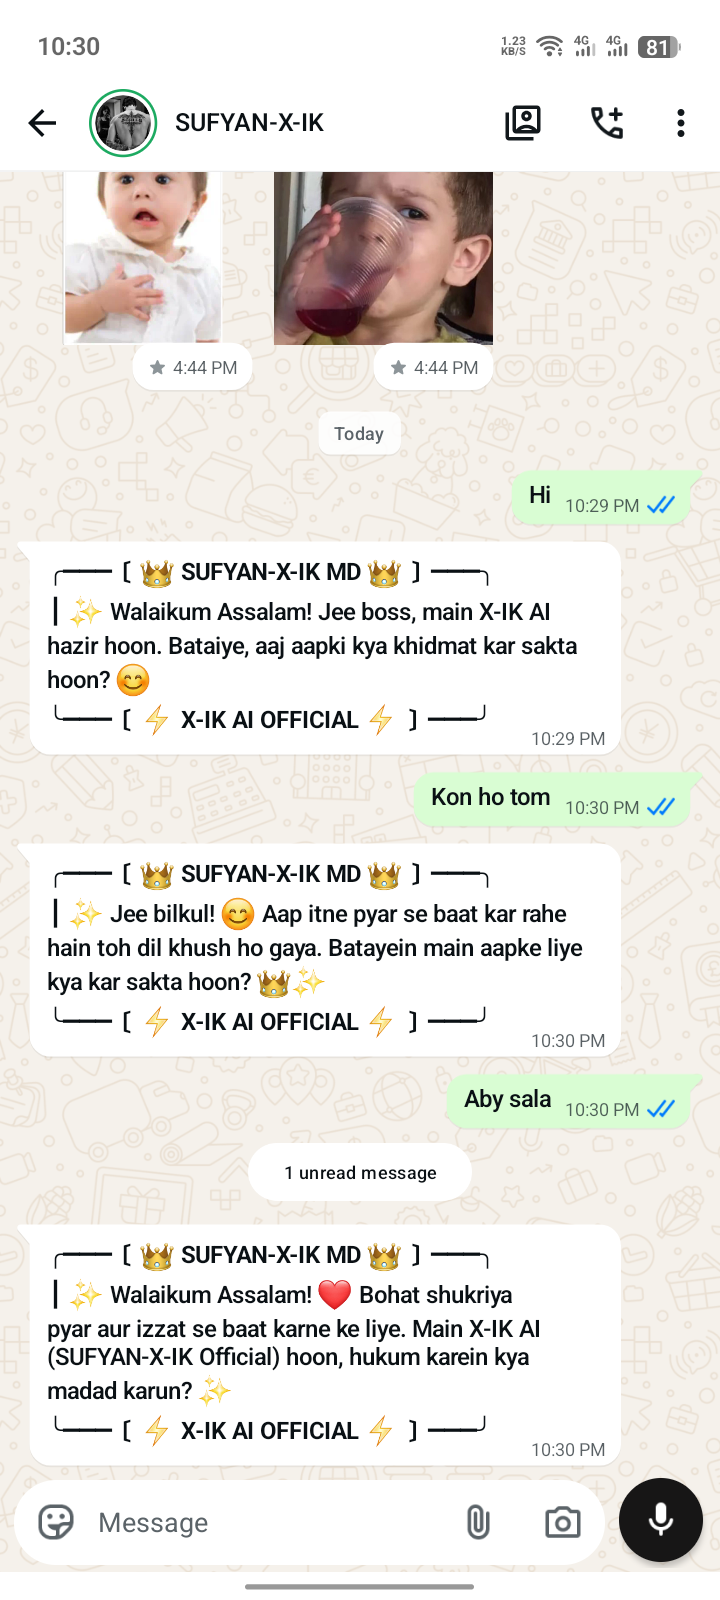 10:30
1.23
KB/S
4G
4G
81
SUFYAN-X-IK
4:44 PM
4:44 PM
Today
Hi 10:29 PM
╭─── 〔 👑 SUFYAN-X-IK MD 👑 〕 ───╮
┃ ✨ Walaikum Assalam! Jee boss, main X-IK AI
hazir hoon. Bataiye, aaj aapki kya khidmat kar sakta
hoon? 😊
╰─── 〔 ⚡ X-IK AI OFFICIAL ⚡ 〕 ───╯
10:29 PM
Kon ho tom 10:30 PM
╭─── 〔 👑 SUFYAN-X-IK MD 👑 〕 ───╮
┃ ✨ Jee bilkul! 😊 Aap itne pyar se baat kar rahe
hain toh dil khush ho gaya. Batayein main aapke liye
kya kar sakta hoon? 👑✨
╰─── 〔 ⚡ X-IK AI OFFICIAL ⚡ 〕 ───╯
10:30 PM
Aby sala 10:30 PM
1 unread message
╭─── 〔 👑 SUFYAN-X-IK MD 👑 〕 ───╮
┃ ✨ Walaikum Assalam! ❤️ Bohat shukriya
pyar aur izzat se baat karne ke liye. Main X-IK AI
(SUFYAN-X-IK Official) hoon, hukum karein kya
madad karun? ✨
╰─── 〔 ⚡ X-IK AI OFFICIAL ⚡ 〕 ───╯
10:30 PM
Message